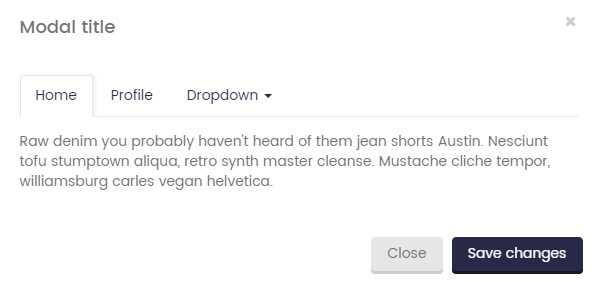 Modal title
×
Home Profile Dropdown
Raw denim you probably haven't heard of them jean shorts Austin. Nesciunt
tofu stumptown aliqua, retro synth master cleanse. Mustache cliche tempor,
williamsburg carles vegan helvetica.
Close Save changes